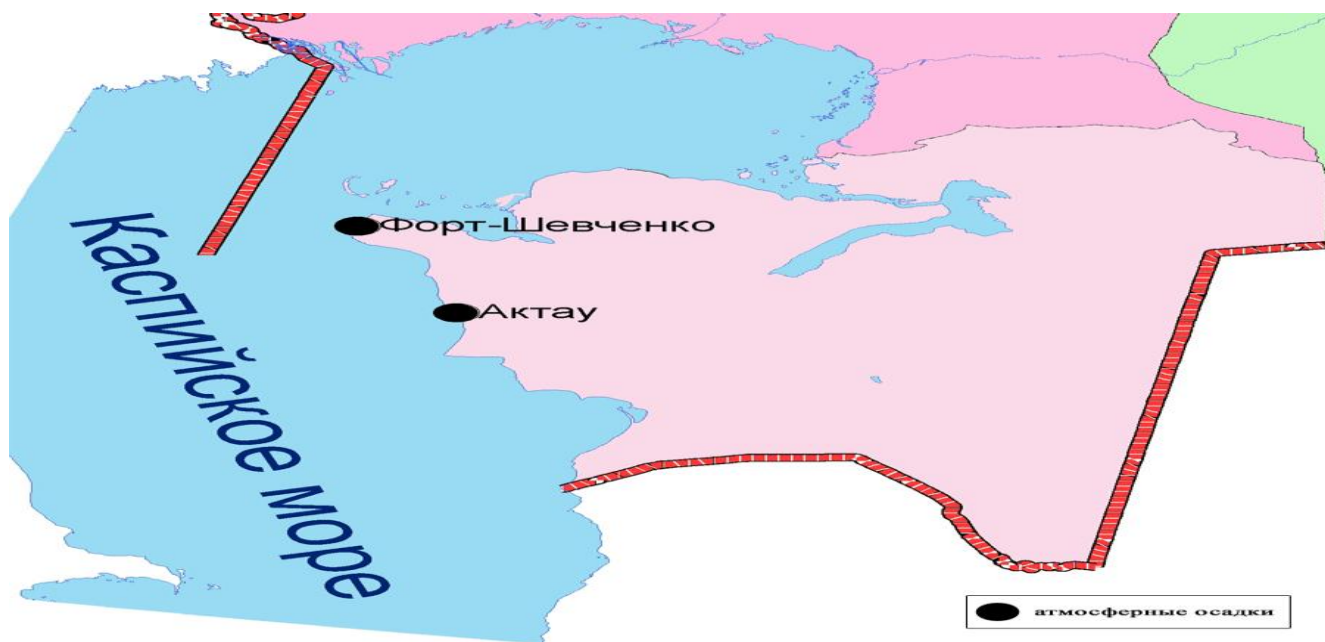 Форт-Шевченко
Актау
Каспийское море
атмосферные осадки